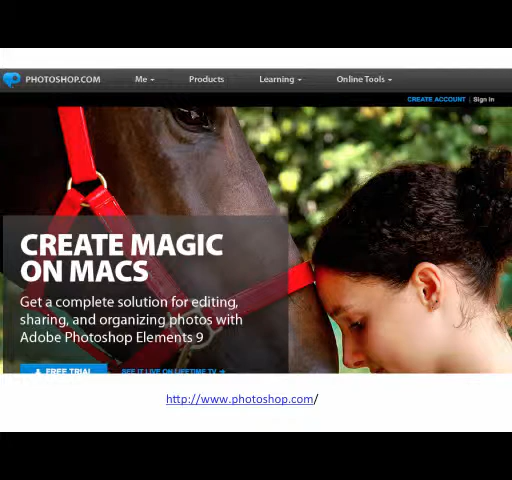 PHOTOSHOP.COM Me Products Learning Online Tools
CREATE ACCOUNT | Sign In
CREATE MAGIC
ON MACS
Get a complete solution for editing,
sharing, and organizing photos with
Adobe Photoshop Elements 9
FREE TRIAL SEE IT LIVE ON LIFETIME TV
http://www.photoshop.com/